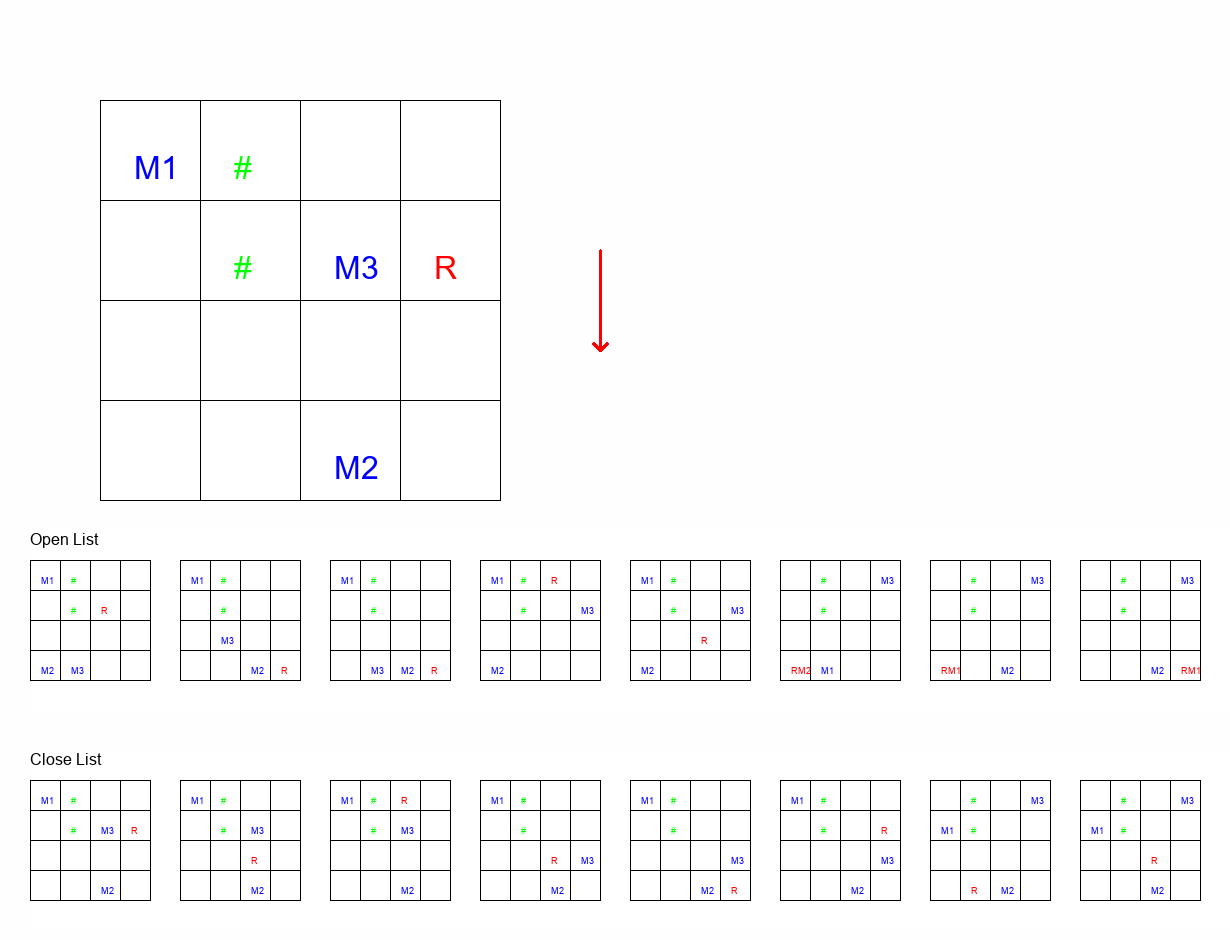 M1 #
# M3 R
M2
Open List
M1 # M1 # M1 # M1 # R M1 # # M3 # M3 # M3
# R # # # M3 # M3 # # #
M3 R
M2 M3 M2 R M3 M2 R M2 M2 RM2 M1 RM1 M2 M2 RM1
Close List
M1 # M1 # M1 # R M1 # M1 # M1 # # M3 # M3
# M3 R # M3 # M3 # # # R M1 # M1 #
R R M3 M3 M3 R
M2 M2 M2 M2 M2 R M2 R M2 M2